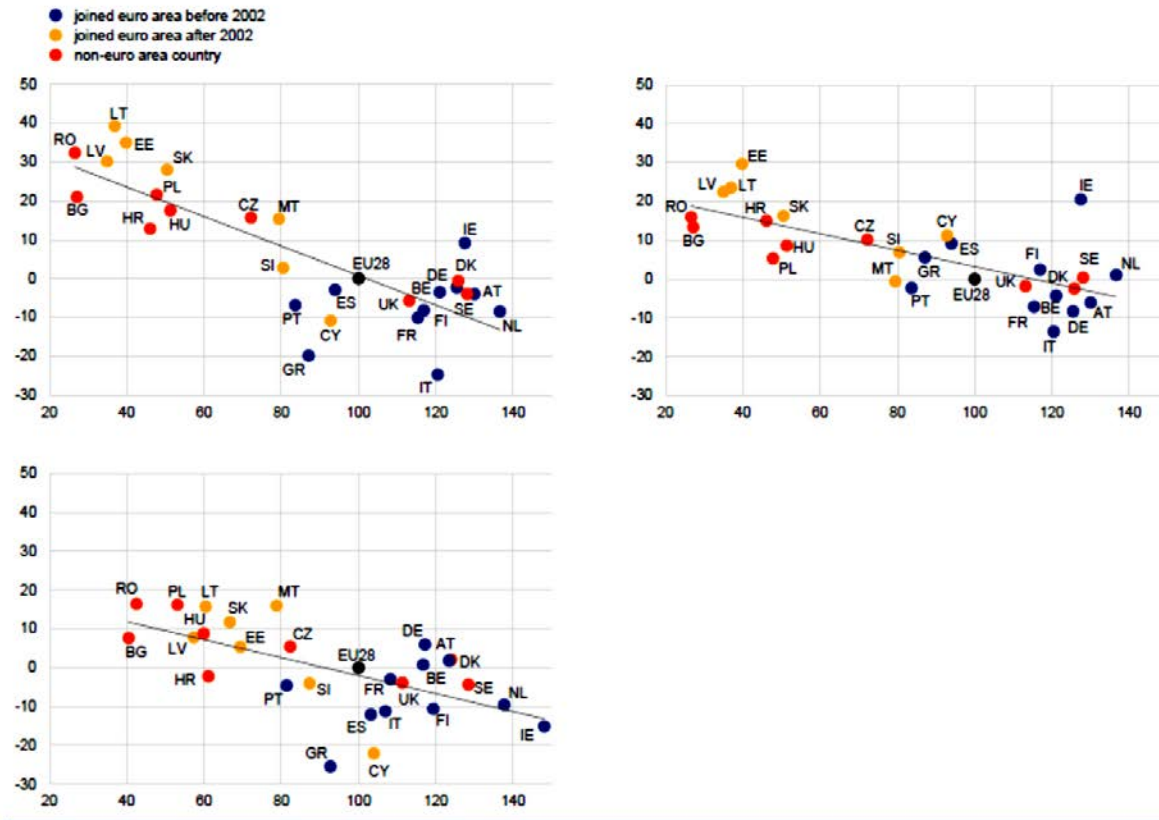 joined euro area before 2002
joined euro area after 2002
non-euro area country
50
40
30
20
10
0
-10
-20
-30
20 40 60 80 100 120 140
LT
RO
LV
EE
SK
BG
PL
HR
HU
CZ
MT
SI
IE
EU28
DE
DK
PT
ES
UK
BE
SE
AT
CY
FR
FI
NL
GR
IT
50
40
30
20
10
0
-10
-20
-30
20 40 60 80 100 120 140
EE
LV
LT
IE
RO
HR
SK
BG
CZ
CY
SI
ES
HU
PL
GR
FI
SE
NL
MT
PT
EU28
UK
DK
BE
FR
AT
DE
IT
50
40
30
20
10
0
-10
-20
-30
20 40 60 80 100 120 140
RO
PL
LT
MT
SK
HU
BG
LV
EE
CZ
DE
AT
EU28
DK
HR
PT
SI
FR
BE
UK
SE
NL
ES
IT
FI
IE
GR
CY